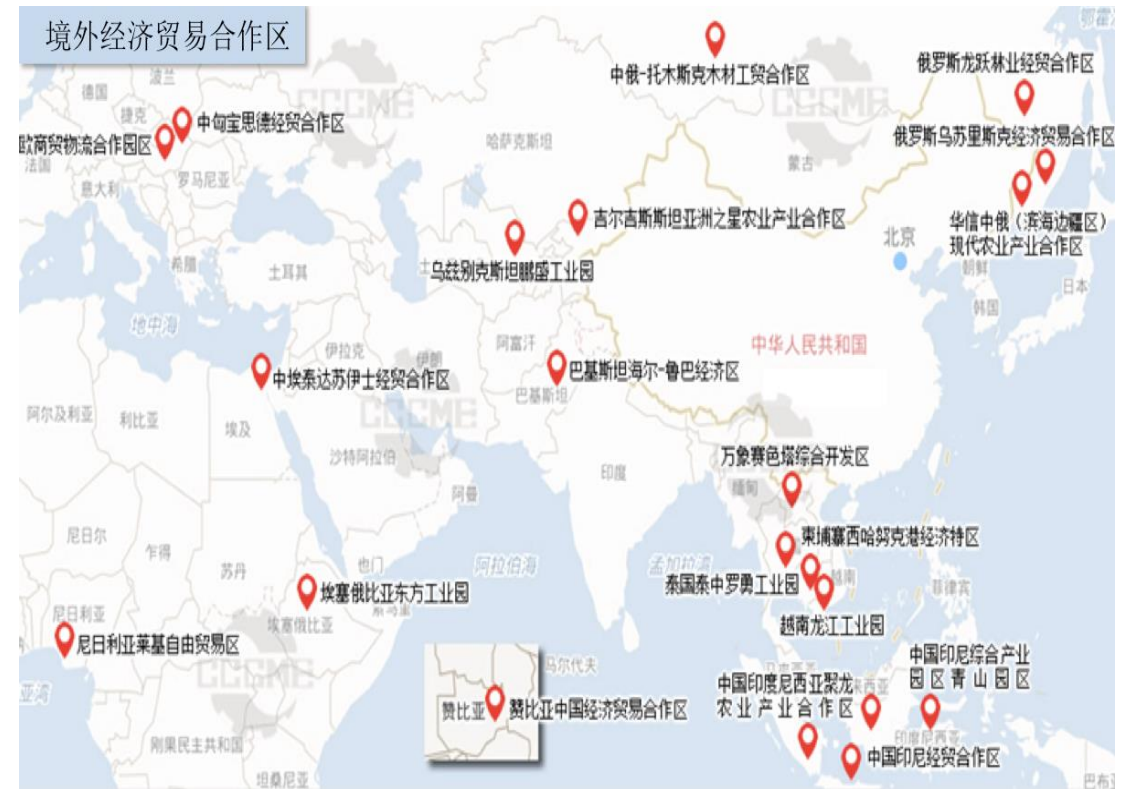 境外经济贸易合作区
鄂霍
中俄-托木斯克木材工贸合作区
俄罗斯龙跃林业经贸合作区
波兰
德国
捷克
CCCME
CCCME
中匈宝思德经贸合作区
欧商贸物流合作园区
法国
哈萨克斯坦
俄罗斯乌苏里斯克经济贸易合作区
蒙古
罗马尼亚
意大利
吉尔吉斯斯坦亚洲之星农业产业合作区
华信中俄（滨海边疆区）
现代农业产业合作区
北京
希腊
土耳其
土
乌兹别克斯坦鹏盛工业园
朝鲜
日本
韩国
地中海
伊拉克
伊朗
阿富汗
中华人民共和国
中埃泰达苏伊士经贸合作区
巴基斯坦海尔-鲁巴经济区
巴基斯坦
阿尔及利亚
利比亚
埃及
CCCME
沙特阿拉伯
印度
万象赛色塔综合开发区
缅甸
阿曼
尼日尔
乍得
苏丹
也门
阿拉伯海
孟加拉湾
柬埔寨西哈努克港经济特区
泰国泰中罗勇工业园
越南
菲律宾
埃塞俄比亚东方工业园
尼日利亚
埃塞俄比亚
索马里
越南龙江工业园
尼日利亚莱基自由贸易区
CCCME
马尔代夫
马来西亚
中国印尼综合产业
园区青山园区
中国印度尼西亚聚龙
农业产业合作区
来西亚
亚湾
赞比亚
赞比亚中国经济贸易合作区
刚果民主共和国
印度尼西亚
中国印尼经贸合作区
坦桑尼亚
巴布